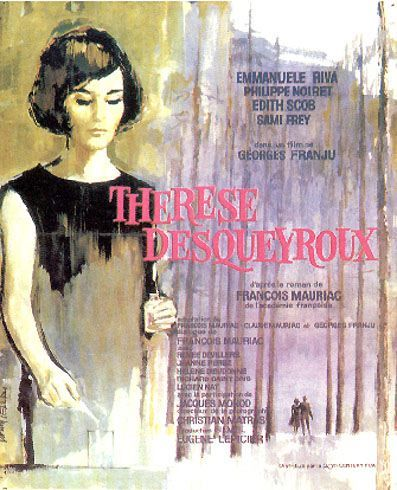 EMMANUELE RIVA
PHILIPPE NOIRET
EDITH SCOB
SAMI FREY
dans un film de
GEORGES FRANJU
THERESE
DESQUEYROUX
d'après le roman de
FRANCOIS MAURIAC
de l'académie française
adaptation de
FRANCOIS MAURIAC - CLAUDE MAURIAC et GEORGES FRANJU
dialogue de
FRANCOIS MAURIAC
avec
RENEE DEVILLERS
JEANNE PEREZ
HELENE DIEUDONNE
RICHARD SAINT BRIS
LUCIEN NAT
avec la participation de
JACQUES MONOD
directeur de la photographie
CHRISTIAN MATRAS
EUGENE LEPICIER